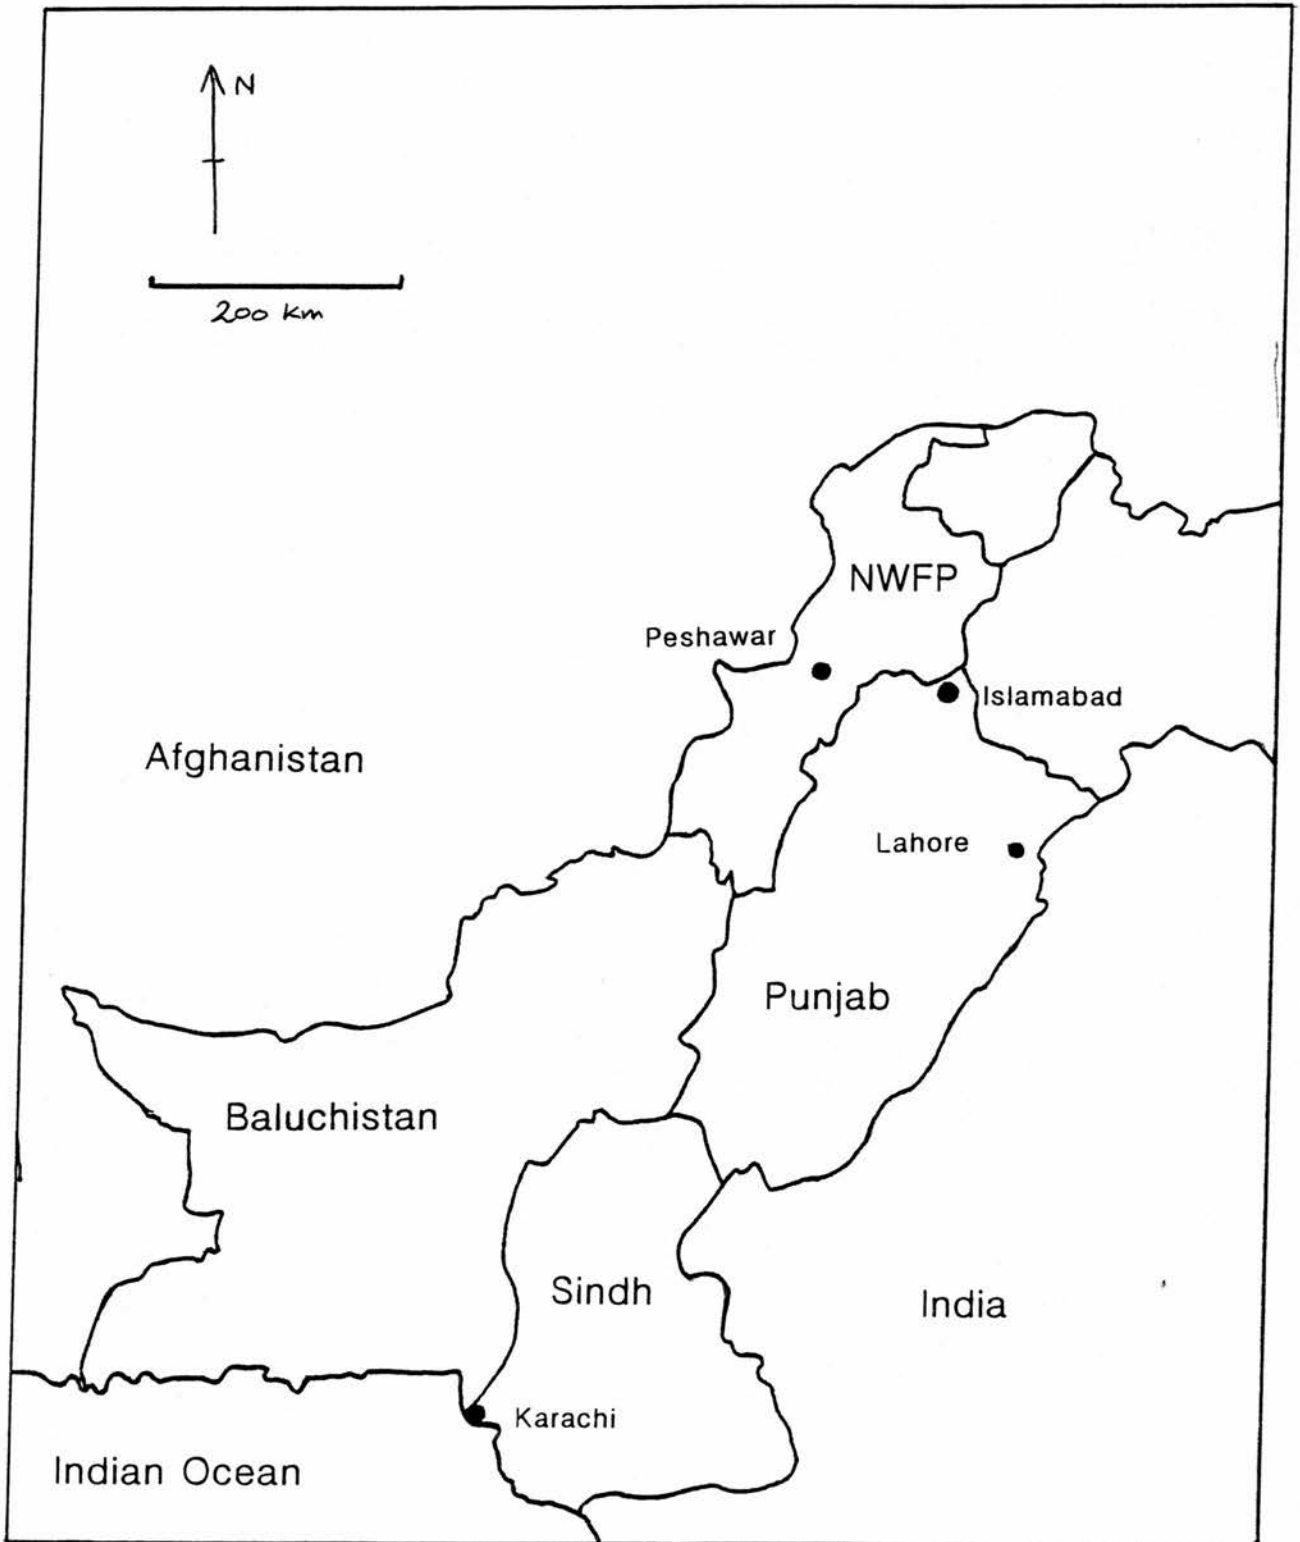 N
200 km
NWFP
Peshawar
Islamabad
Afghanistan
Lahore
Punjab
Baluchistan
Sindh
India
Karachi
Indian Ocean